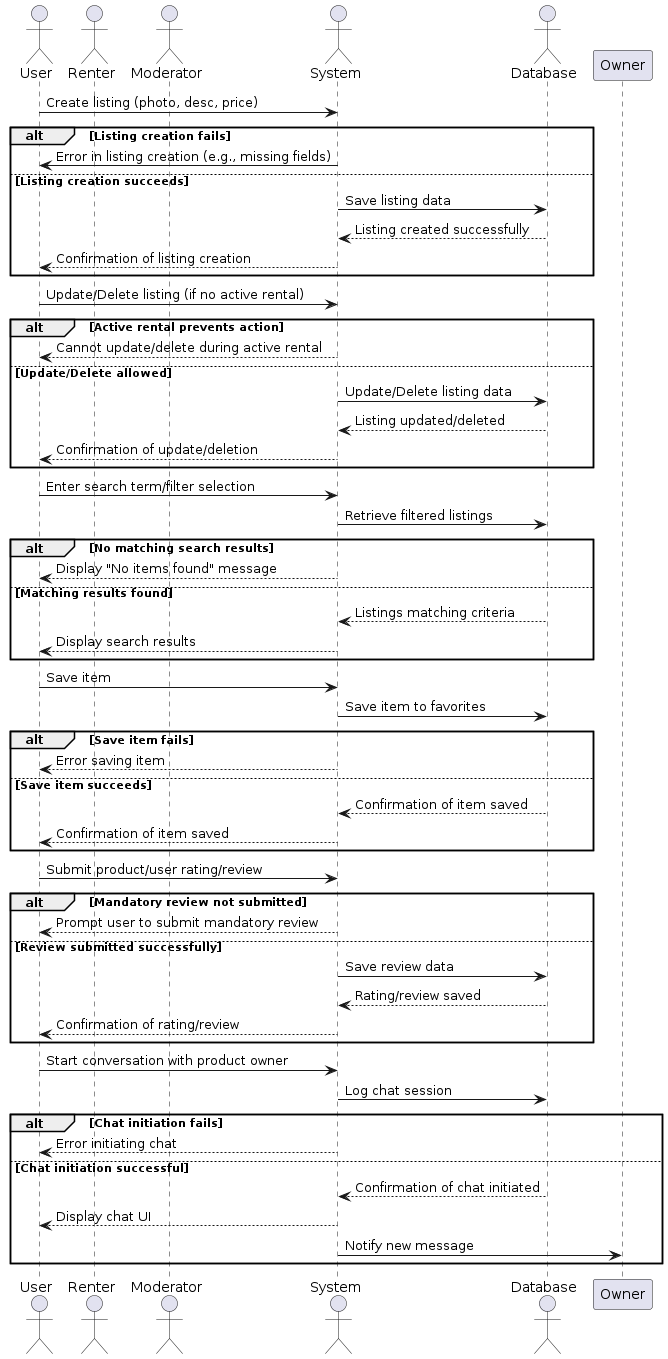 User Renter Moderator System Database Owner
Create listing (photo, desc, price)
alt [Listing creation fails]
Error in listing creation (e.g., missing fields)
[Listing creation succeeds]
Save listing data
Listing created successfully
Confirmation of listing creation
Update/Delete listing (if no active rental)
alt [Active rental prevents action]
Cannot update/delete during active rental
[Update/Delete allowed]
Update/Delete listing data
Listing updated/deleted
Confirmation of update/deletion
Enter search term/filter selection
Retrieve filtered listings
alt [No matching search results]
Display "No items found" message
[Matching results found]
Listings matching criteria
Display search results
Save item
Save item to favorites
alt [Save item fails]
Error saving item
[Save item succeeds]
Confirmation of item saved
Confirmation of item saved
Submit product/user rating/review
alt [Mandatory review not submitted]
Prompt user to submit mandatory review
[Review submitted successfully]
Save review data
Rating/review saved
Confirmation of rating/review
Start conversation with product owner
Log chat session
alt [Chat initiation fails]
Error initiating chat
[Chat initiation successful]
Confirmation of chat initiated
Display chat UI
Notify new message
User Renter Moderator System Database Owner